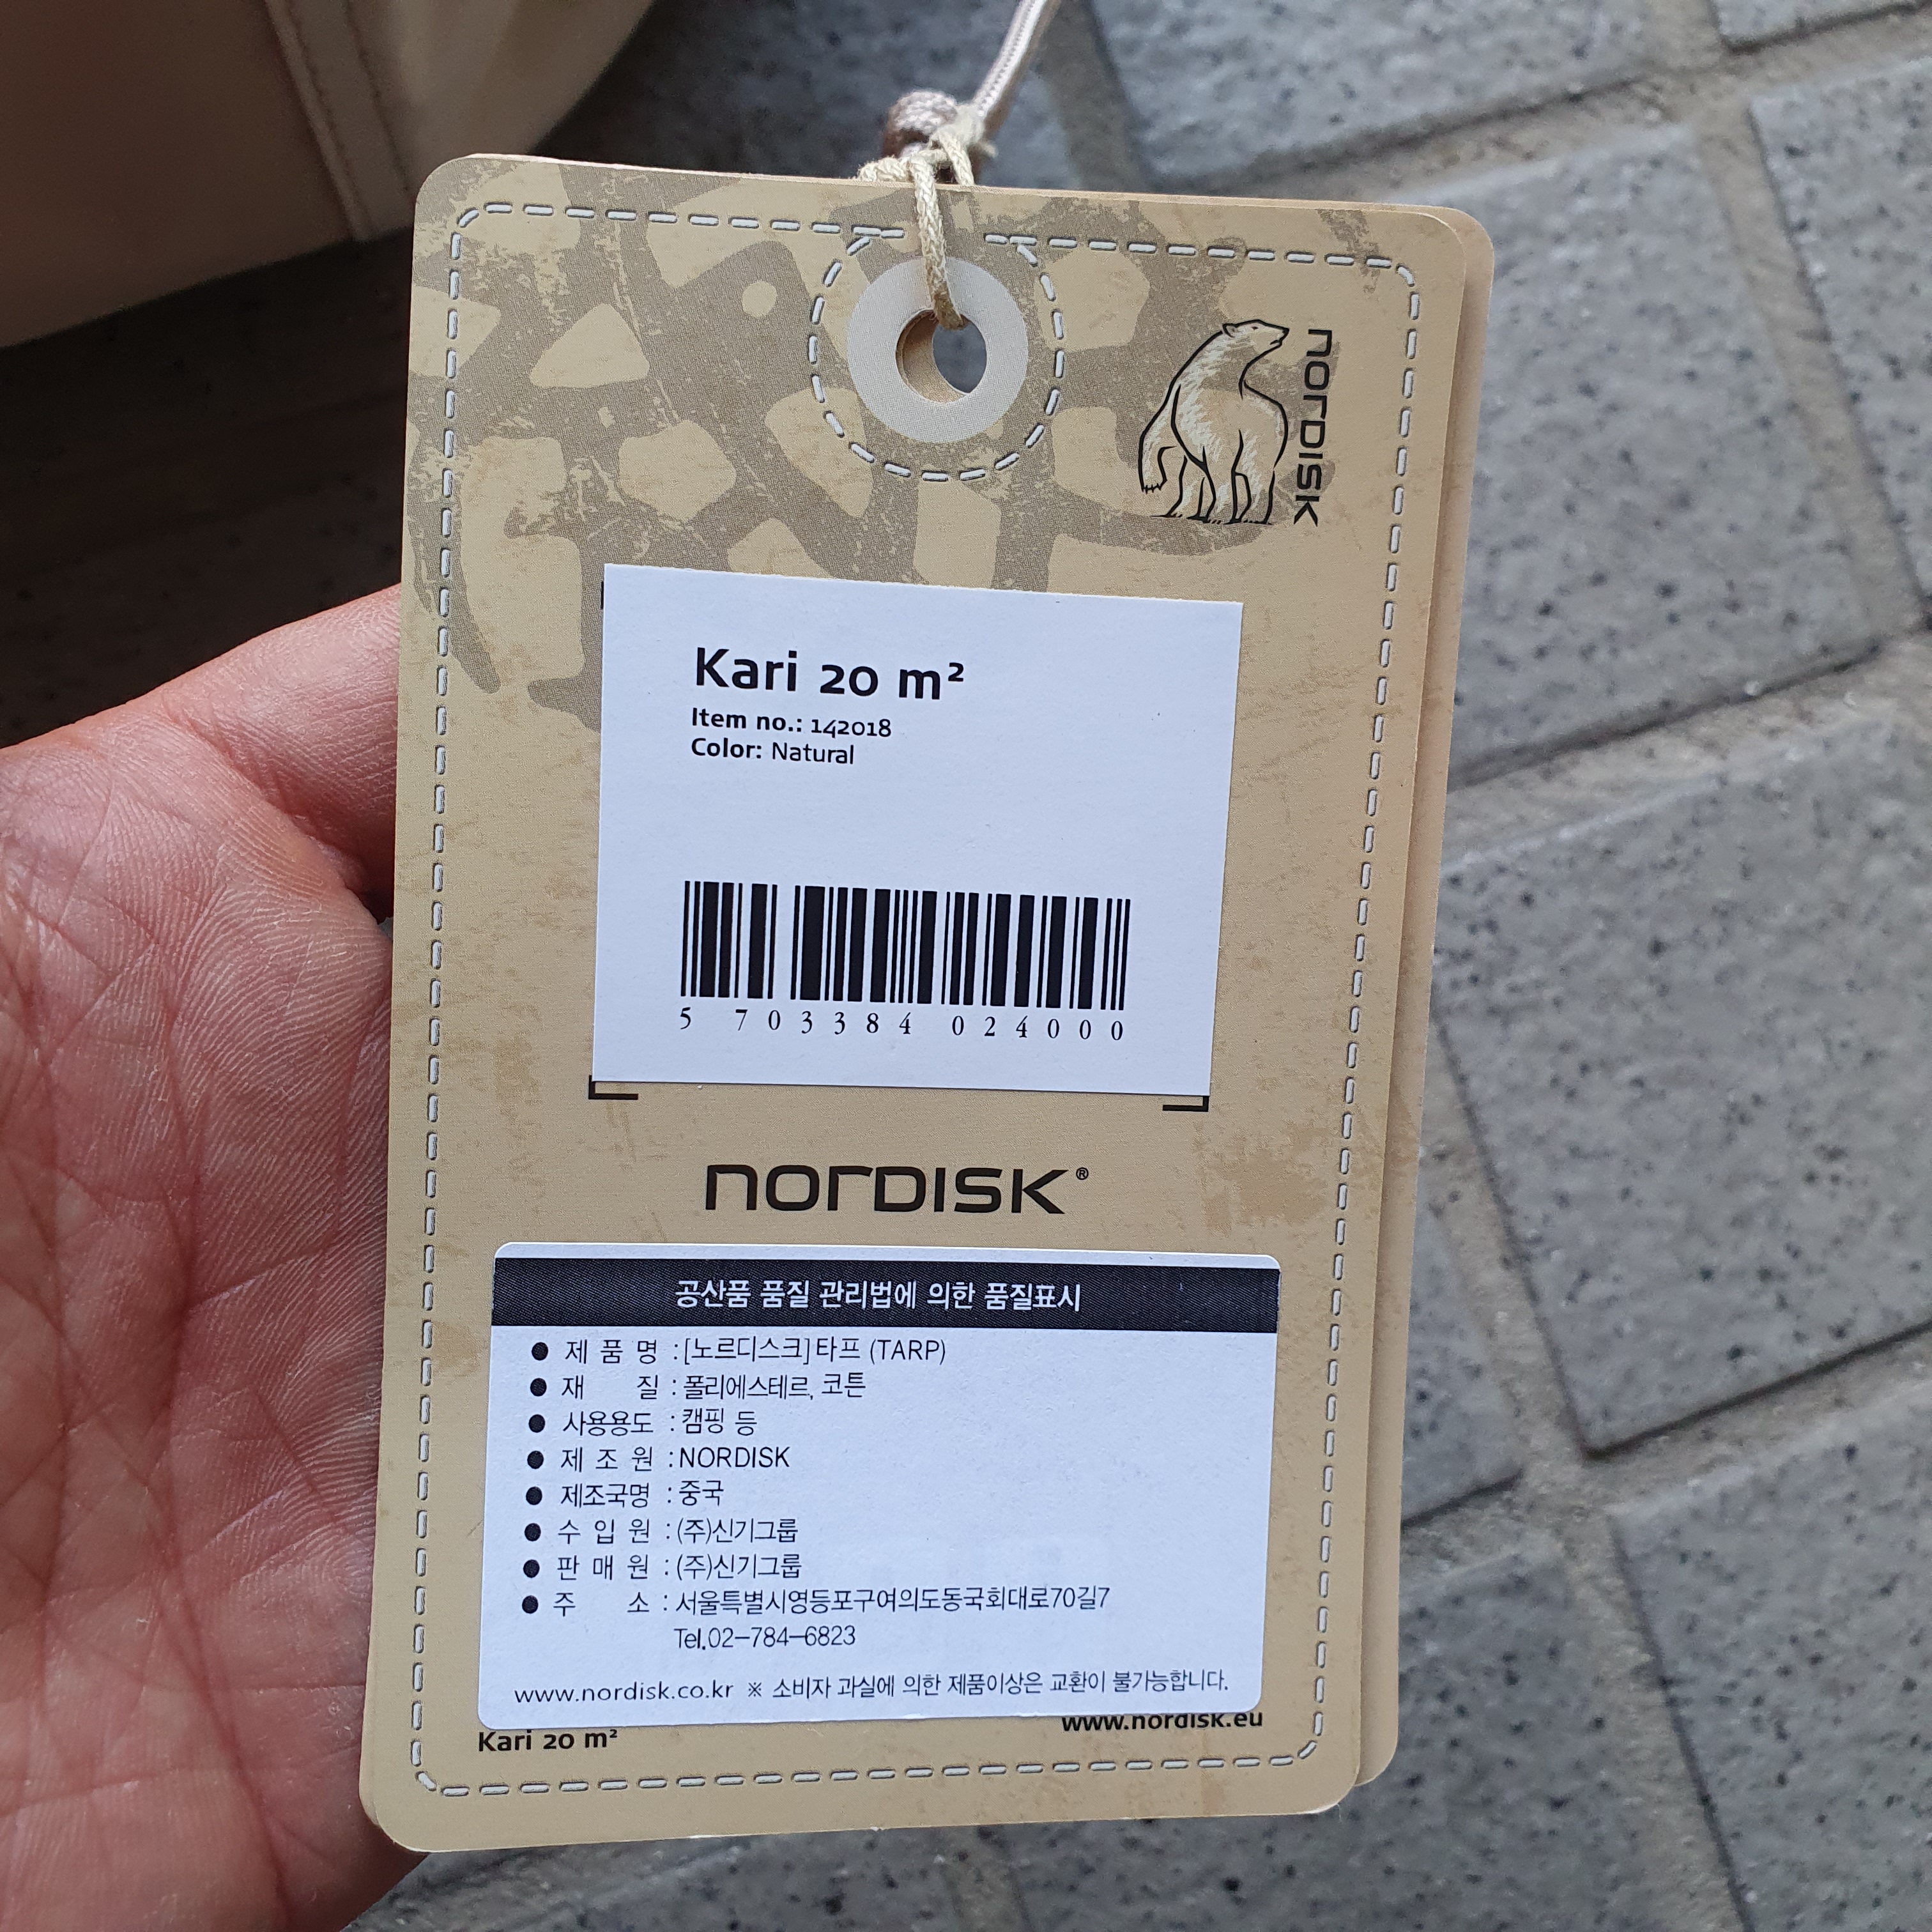 NORDISK
Kari 20 m²
Item no.: 142018
Color: Natural
5 703384 024000
NORDISK®
공산품 품질 관리법에 의한 품질표시
● 제 품 명 : [노르디스크]타프 (TARP)
● 재 질 : 폴리에스테르, 코튼
● 사용용도 : 캠핑 등
● 제 조 원 : NORDISK
● 제조국명 : 중국
● 수 입 원 : (주)신기그룹
● 판 매 원 : (주)신기그룹
● 주 소 : 서울특별시영등포구여의도동국회대로70길7
Tel.02-784-6823
www.nordisk.co.kr ※ 소비자 과실에 의한 제품이상은 교환이 불가능합니다.
Kari 20 m² www.nordisk.eu